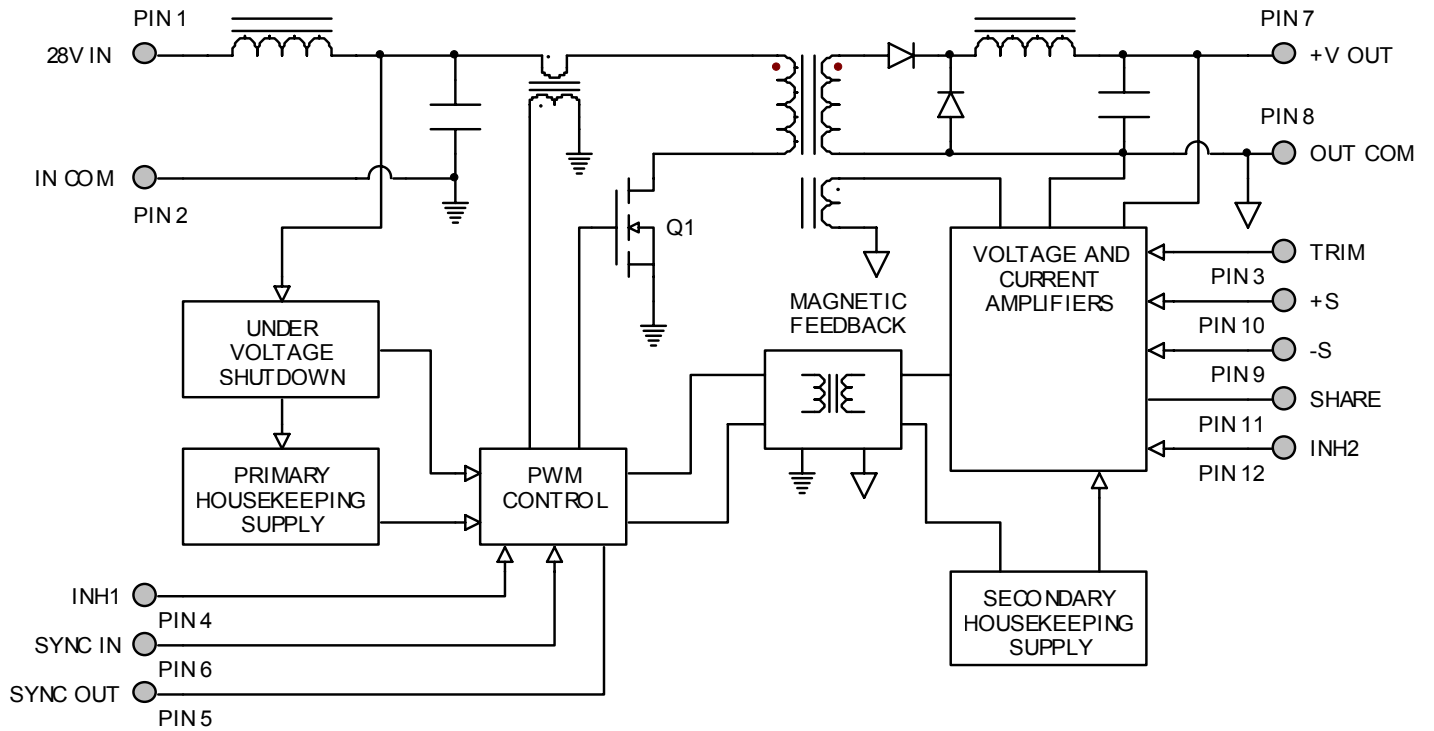 PIN 1
28V IN
IN COM
PIN 2
Q1
PIN 7
+V OUT
PIN 8
OUT COM
VOLTAGE AND
CURRENT
AMPLIFIERS
TRIM
PIN 3
+S
PIN 10
-S
PIN 9
SHARE
PIN 11
INH2
PIN 12
MAGNETIC
FEEDBACK
UNDER
VOLTAGE
SHUTDOWN
PRIMARY
HOUSEKEEPING
SUPPLY
PWM
CONTROL
SECONDARY
HOUSEKEEPING
SUPPLY
INH1
PIN 4
SYNC IN
PIN 6
SYNC OUT
PIN 5